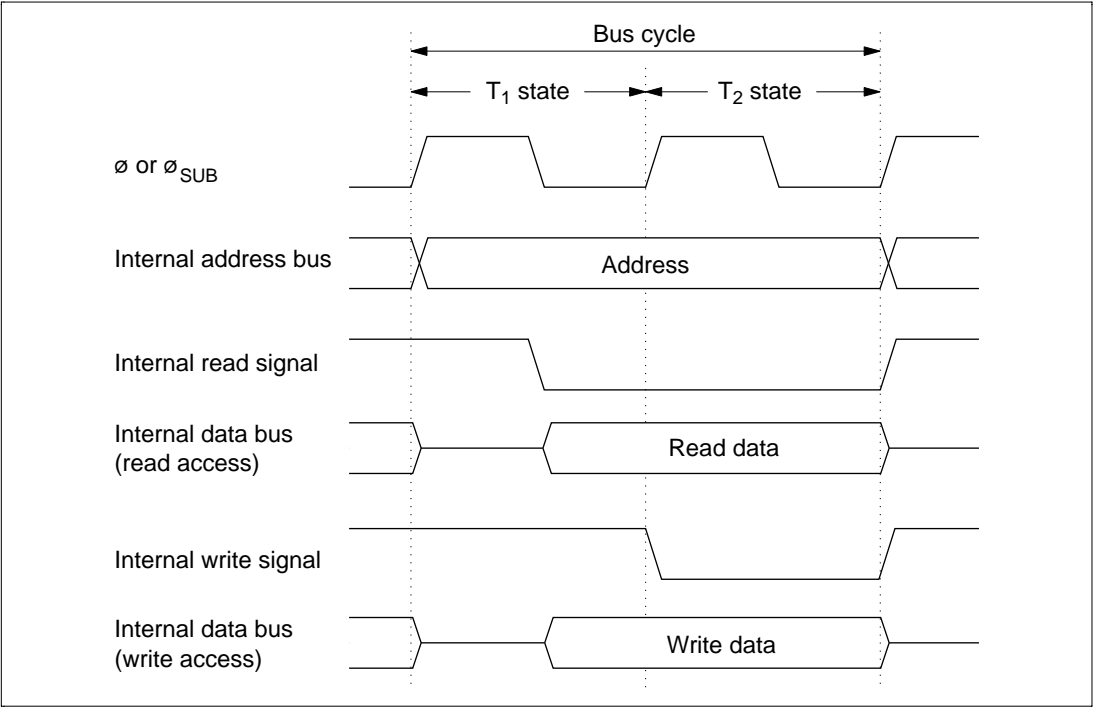 Bus cycle
T1 state
T2 state
ø or øSUB
Internal address bus
Address
Internal read signal
Internal data bus
(read access)
Read data
Internal write signal
Internal data bus
(write access)
Write data